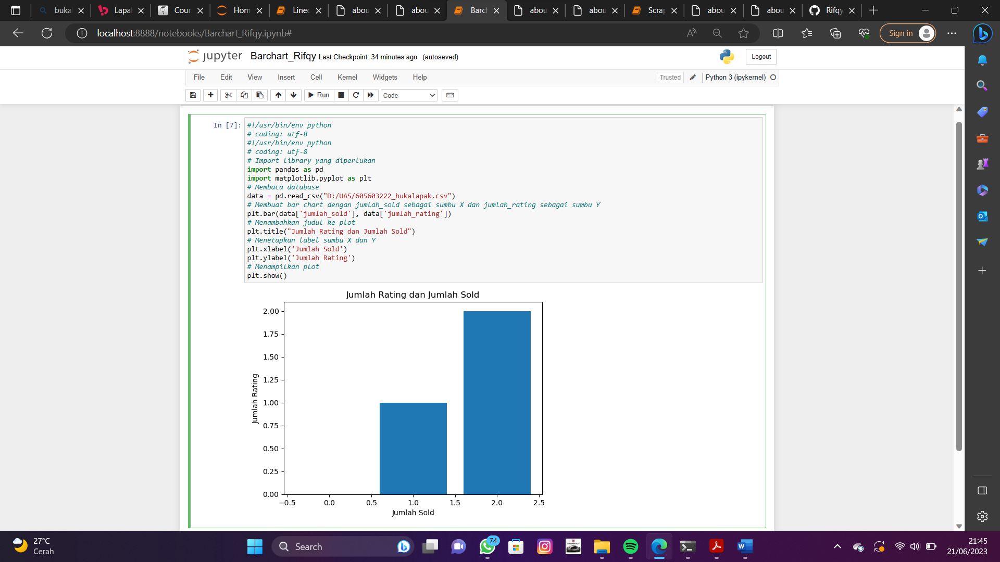 buka
Lapa
Cour
Hom
Line
abou
abou
Barc
abou
abou
Scrap
abou
abou
Rifqy
localhost:8888/notebooks/Barchart_Rifqy.ipynb#
Sign in
jupyter Barchart_Rifqy Last Checkpoint: 34 minutes ago (autosaved)
Logout
File Edit View Insert Cell Kernel Widgets Help
Trusted Python 3 (ipykernel)
Run Code
In [7]:
#!/usr/bin/env python
# coding: utf-8
#!/usr/bin/env python
# coding: utf-8
# Import library yang diperlukan
import pandas as pd
import matplotlib.pyplot as plt
# Membaca database
data = pd.read_csv("D:/UAS/605603222_bukalapak.csv")
# Membuat bar chart dengan jumlah_sold sebagai sumbu X dan jumlah_rating sebagai sumbu Y
plt.bar(data['jumlah_sold'], data['jumlah_rating'])
# Menambahkan judul ke plot
plt.title("Jumlah Rating dan Jumlah Sold")
# Menetapkan label sumbu X dan Y
plt.xlabel('Jumlah Sold')
plt.ylabel('Jumlah Rating')
# Menampilkan plot
plt.show()
Jumlah Rating dan Jumlah Sold
2.00
1.75
1.50
1.25
1.00
0.75
0.50
0.25
0.00
Jumlah Rating
−0.5 0.0 0.5 1.0 1.5 2.0 2.5
Jumlah Sold
27°C
Cerah
Search
74
21:45
21/06/2023